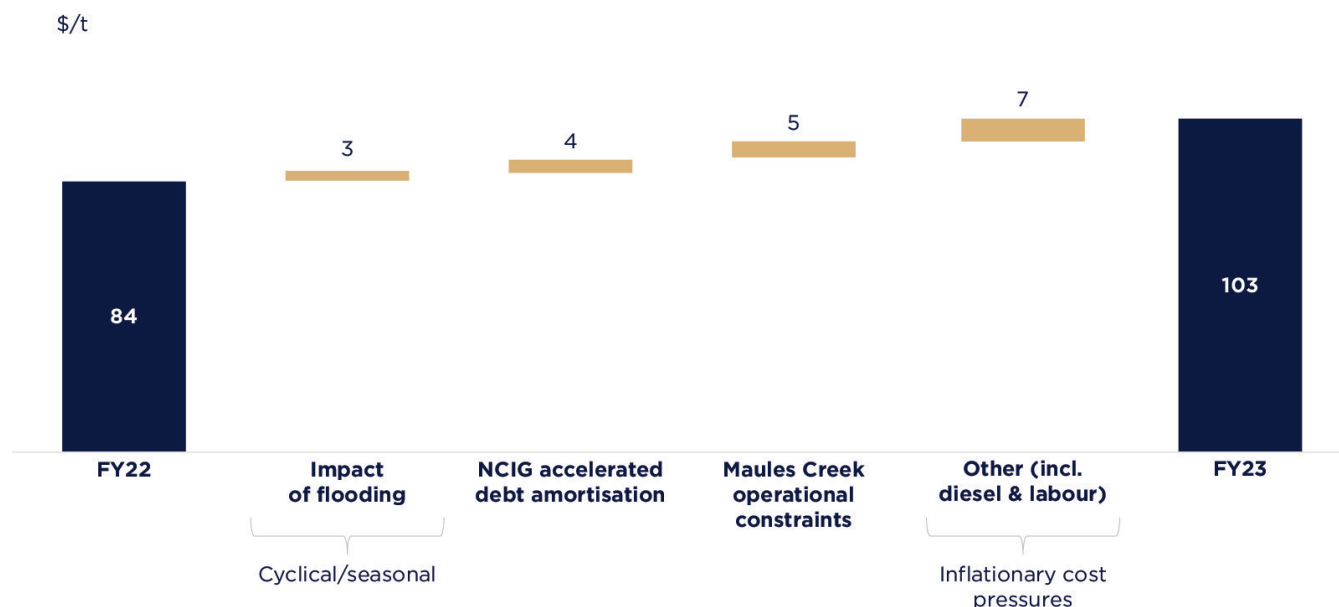 $/t
3
4
5
7
84
103
FY22
Impact
of flooding
NCIG accelerated
debt amortisation
Maules Creek
operational
constraints
Other (incl.
diesel & labour)
FY23
Cyclical/seasonal
Inflationary cost
pressures